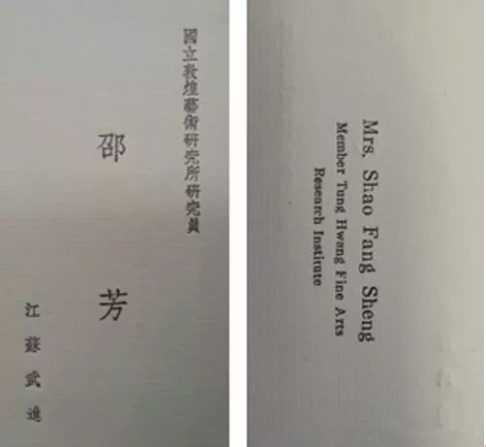 國立敦煌藝術研究所研究員
邵芳
江蘇武進
Mrs. Shao Fang Sheng
Member Tung Hwang Fine Arts
Research Instirute